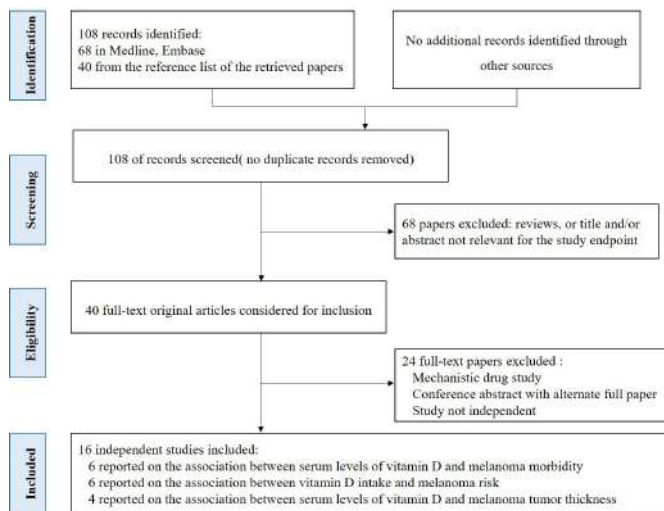 Identification
108 records identified:
68 in Medline, Embase
40 from the reference list of the retrieved papers
No additional records identified through
other sources
Screening
108 of records screened( no duplicate records removed)
68 papers excluded: reviews, or title and/or
abstract not relevant for the study endpoint
Eligibility
40 full-text original articles considered for inclusion
24 full-text papers excluded :
Mechanistic drug study
Conference abstract with alternate full paper
Study not independent
Included
16 independent studies included:
6 reported on the association between serum levels of vitamin D and melanoma morbidity
6 reported on the association between vitamin D intake and melanoma risk
4 reported on the association between serum levels of vitamin D and melanoma tumor thickness